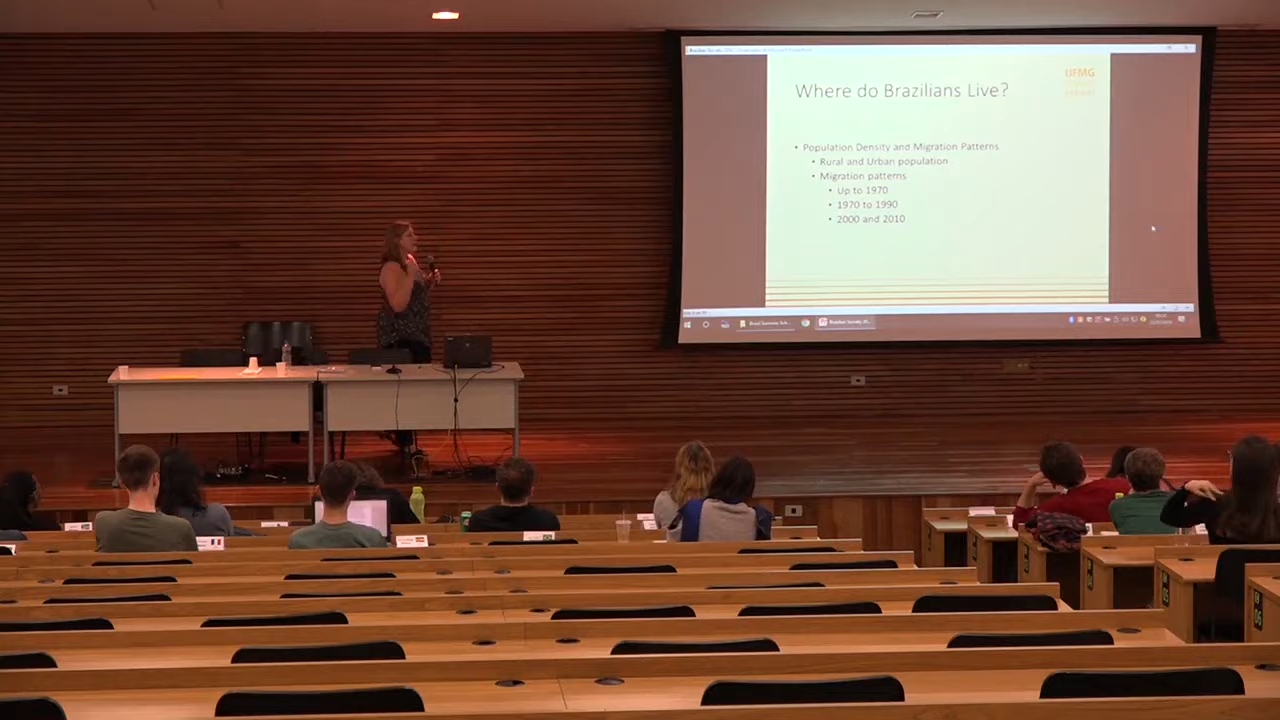 Where do Brazilians Live?
UFMG
• Population Density and Migration Patterns
• Rural and Urban population
• Migration patterns
• Up to 1970
• 1970 to 1990
• 2000 and 2010